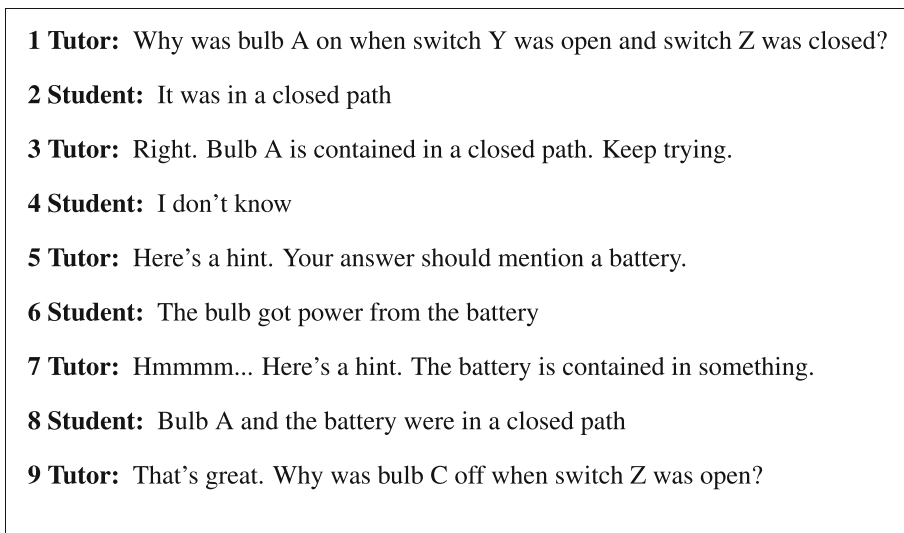 1 Tutor: Why was bulb A on when switch Y was open and switch Z was closed?
2 Student: It was in a closed path
3 Tutor: Right. Bulb A is contained in a closed path. Keep trying.
4 Student: I don't know
5 Tutor: Here's a hint. Your answer should mention a battery.
6 Student: The bulb got power from the battery
7 Tutor: Hmmmm... Here's a hint. The battery is contained in something.
8 Student: Bulb A and the battery were in a closed path
9 Tutor: That's great. Why was bulb C off when switch Z was open?